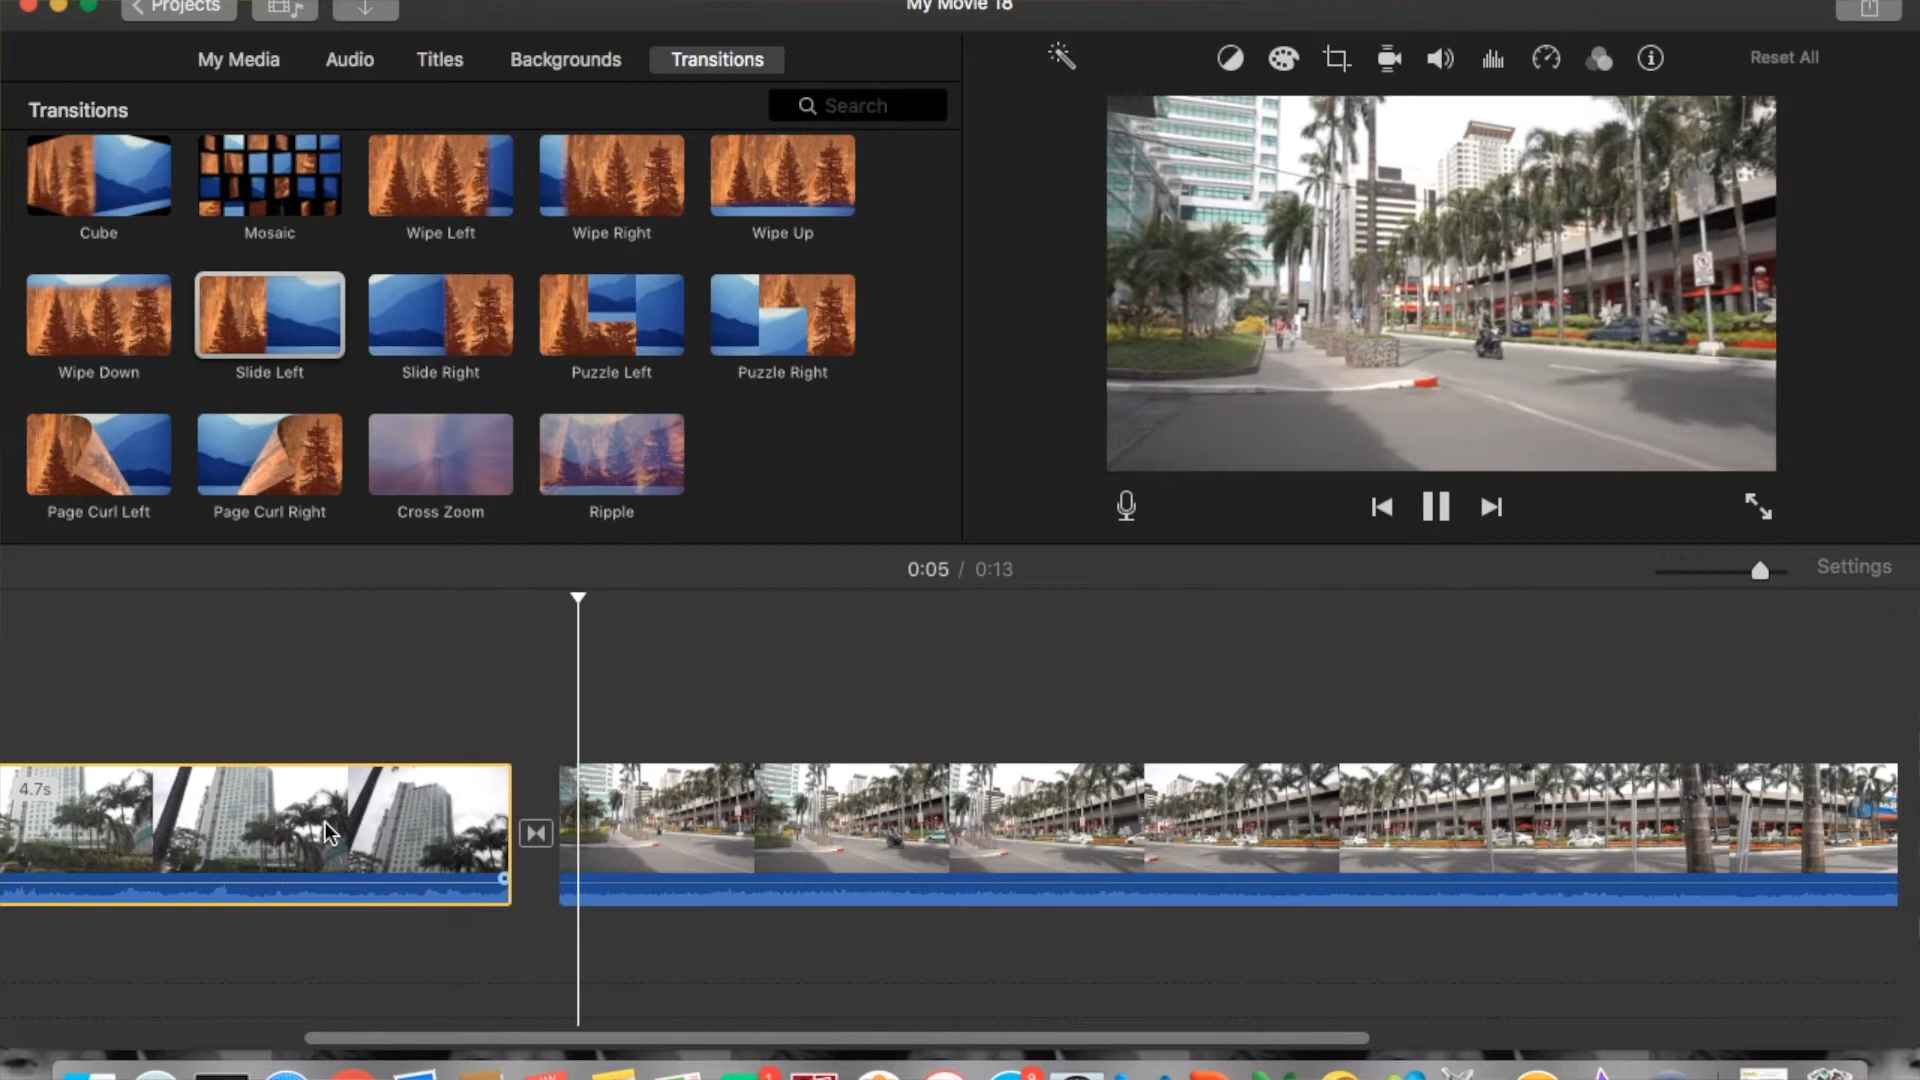 Projects
My Movie 18
My Media
Audio
Titles
Backgrounds
Transitions
Reset All
Transitions
Search
Cube
Mosaic
Wipe Left
Wipe Right
Wipe Up
Wipe Down
Slide Left
Slide Right
Puzzle Left
Puzzle Right
Page Curl Left
Page Curl Right
Cross Zoom
Ripple
0:05 / 0:13
Settings
4.7s